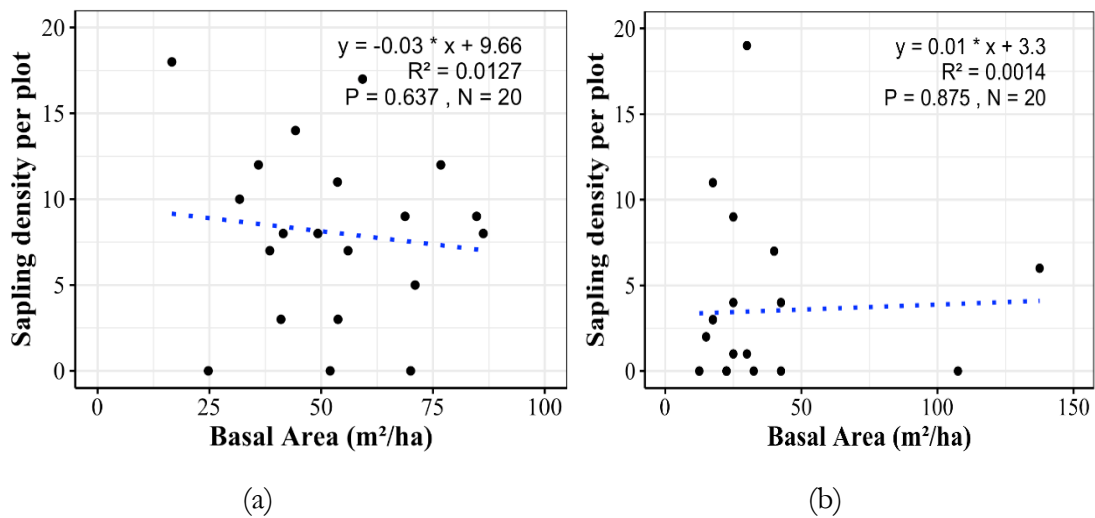 y = -0.03 * x + 9.66
R² = 0.0127
P = 0.637 , N = 20
20
15
10
5
0
Sapling density per plot
0 25 50 75 100
Basal Area (m²/ha)
(a)
y = 0.01 * x + 3.3
R² = 0.0014
P = 0.875 , N = 20
20
15
10
5
0
Sapling density per plot
0 50 100 150
Basal Area (m²/ha)
(b)